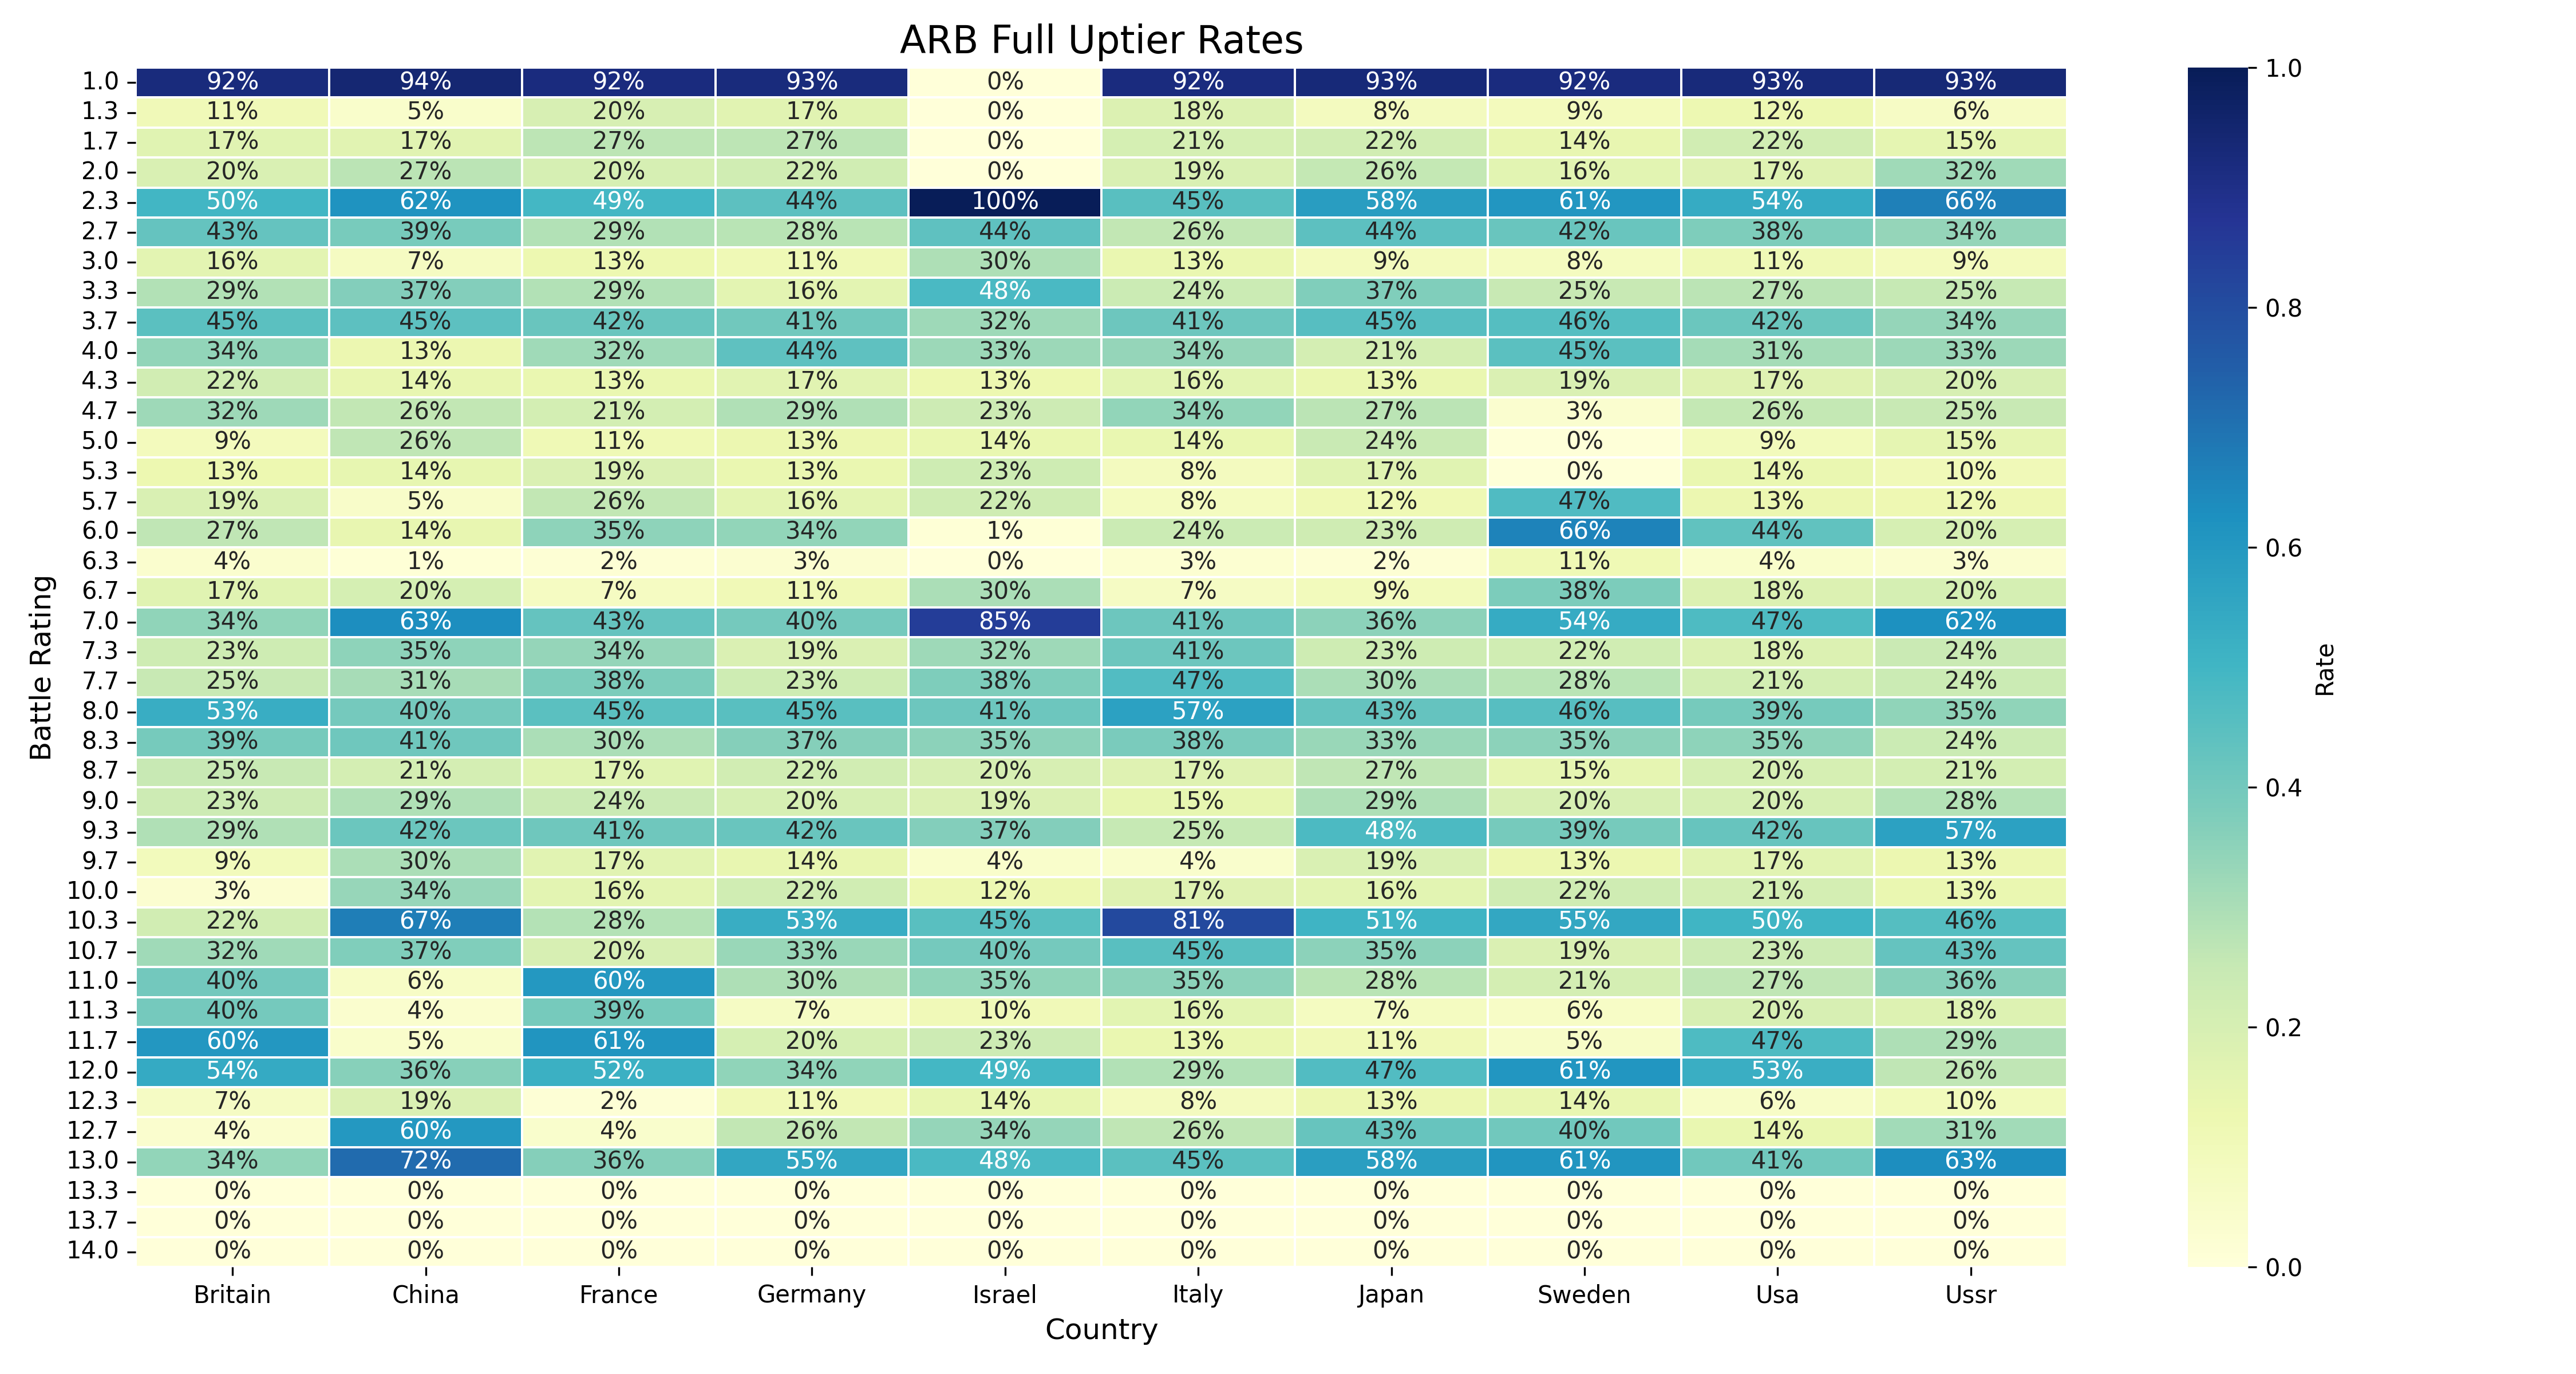 ARB Full Uptier Rates
1.0 92% 94% 92% 93% 0% 92% 93% 92% 93% 93%
1.3 11% 5% 20% 17% 0% 18% 8% 9% 12% 6%
1.7 17% 17% 27% 27% 0% 21% 22% 14% 22% 15%
2.0 20% 27% 20% 22% 0% 19% 26% 16% 17% 32%
2.3 50% 62% 49% 44% 100% 45% 58% 61% 54% 66%
2.7 43% 39% 29% 28% 44% 26% 44% 42% 38% 34%
3.0 16% 7% 13% 11% 30% 13% 9% 8% 11% 9%
3.3 29% 37% 29% 16% 48% 24% 37% 25% 27% 25%
3.7 45% 45% 42% 41% 32% 41% 45% 46% 42% 34%
4.0 34% 13% 32% 44% 33% 34% 21% 45% 31% 33%
4.3 22% 14% 13% 17% 13% 16% 13% 19% 17% 20%
4.7 32% 26% 21% 29% 23% 34% 27% 3% 26% 25%
5.0 9% 26% 11% 13% 14% 14% 24% 0% 9% 15%
5.3 13% 14% 19% 13% 23% 8% 17% 0% 14% 10%
5.7 19% 5% 26% 16% 22% 8% 12% 47% 13% 12%
6.0 27% 14% 35% 34% 1% 24% 23% 66% 44% 20%
6.3 4% 1% 2% 3% 0% 3% 2% 11% 4% 3%
6.7 17% 20% 7% 11% 30% 7% 9% 38% 18% 20%
7.0 34% 63% 43% 40% 85% 41% 36% 54% 47% 62%
7.3 23% 35% 34% 19% 32% 41% 23% 22% 18% 24%
7.7 25% 31% 38% 23% 38% 47% 30% 28% 21% 24%
8.0 53% 40% 45% 45% 41% 57% 43% 46% 39% 35%
8.3 39% 41% 30% 37% 35% 38% 33% 35% 35% 24%
8.7 25% 21% 17% 22% 20% 17% 27% 15% 20% 21%
9.0 23% 29% 24% 20% 19% 15% 29% 20% 20% 28%
9.3 29% 42% 41% 42% 37% 25% 48% 39% 42% 57%
9.7 9% 30% 17% 14% 4% 4% 19% 13% 17% 13%
10.0 3% 34% 16% 22% 12% 17% 16% 22% 21% 13%
10.3 22% 67% 28% 53% 45% 81% 51% 55% 50% 46%
10.7 32% 37% 20% 33% 40% 45% 35% 19% 23% 43%
11.0 40% 6% 60% 30% 35% 35% 28% 21% 27% 36%
11.3 40% 4% 39% 7% 10% 16% 7% 6% 20% 18%
11.7 60% 5% 61% 20% 23% 13% 11% 5% 47% 29%
12.0 54% 36% 52% 34% 49% 29% 47% 61% 53% 26%
12.3 7% 19% 2% 11% 14% 8% 13% 14% 6% 10%
12.7 4% 60% 4% 26% 34% 26% 43% 40% 14% 31%
13.0 34% 72% 36% 55% 48% 45% 58% 61% 41% 63%
13.3 0% 0% 0% 0% 0% 0% 0% 0% 0% 0%
13.7 0% 0% 0% 0% 0% 0% 0% 0% 0% 0%
14.0 0% 0% 0% 0% 0% 0% 0% 0% 0% 0%
Britain China France Germany Israel Italy Japan Sweden Usa Ussr
Country
Battle Rating
1.0
0.8
0.6
0.4
0.2
0.0
Rate